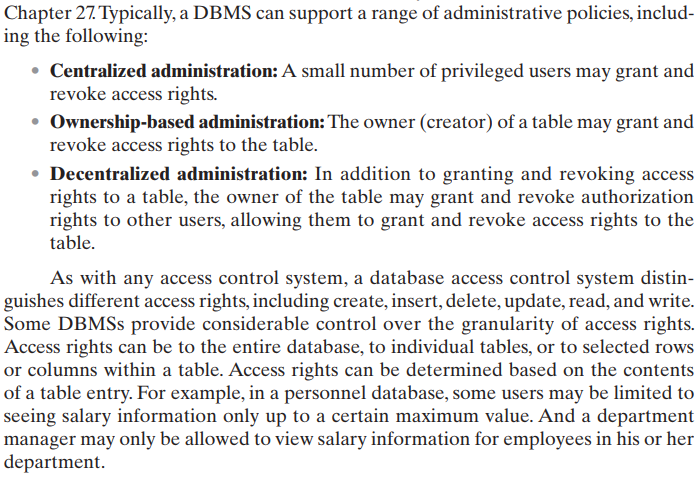 Chapter 27. Typically, a DBMS can support a range of administrative policies, includ-
ing the following:
• Centralized administration: A small number of privileged users may grant and
revoke access rights.
• Ownership-based administration: The owner (creator) of a table may grant and
revoke access rights to the table.
• Decentralized administration: In addition to granting and revoking access
rights to a table, the owner of the table may grant and revoke authorization
rights to other users, allowing them to grant and revoke access rights to the
table.
As with any access control system, a database access control system distin-
guishes different access rights, including create, insert, delete, update, read, and write.
Some DBMSs provide considerable control over the granularity of access rights.
Access rights can be to the entire database, to individual tables, or to selected rows
or columns within a table. Access rights can be determined based on the contents
of a table entry. For example, in a personnel database, some users may be limited to
seeing salary information only up to a certain maximum value. And a department
manager may only be allowed to view salary information for employees in his or her
department.